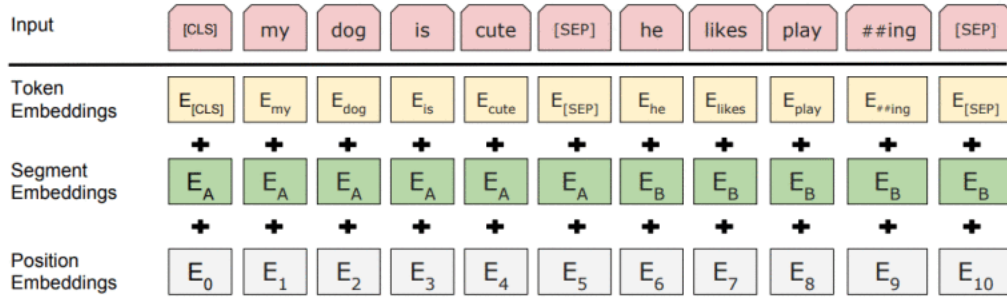 Input [CLS] my dog is cute [SEP] he likes play ##ing [SEP]
Token
Embeddings
E[CLS] Emy Edog Eis Ecute E[SEP] Ehe Elikes Eplay E##ing E[SEP]
+ + + + + + + + + + +
Segment
Embeddings
EA EA EA EA EA EA EB EB EB EB EB
+ + + + + + + + + + +
Position
Embeddings
E0 E1 E2 E3 E4 E5 E6 E7 E8 E9 E10